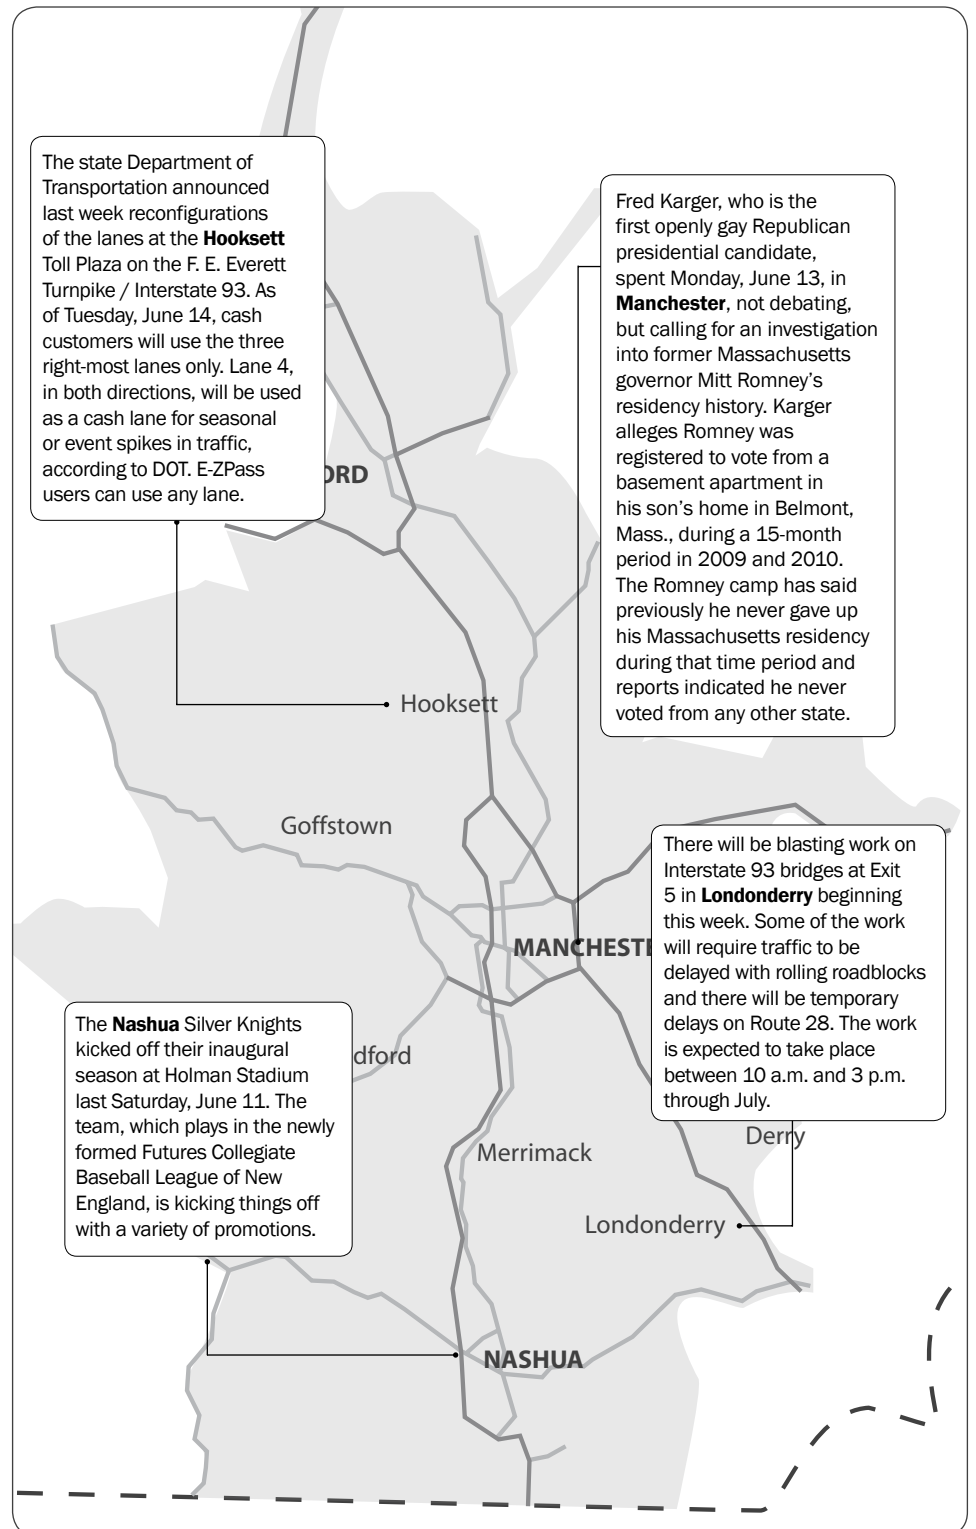 The state Department of
Transportation announced
last week reconfigurations
of the lanes at the Hooksett
Toll Plaza on the F. E. Everett
Turnpike / Interstate 93. As
of Tuesday, June 14, cash
customers will use the three
right-most lanes only. Lane 4,
in both directions, will be used
as a cash lane for seasonal
or event spikes in traffic,
according to DOT. E-ZPass
users can use any lane.
Fred Karger, who is the
first openly gay Republican
presidential candidate,
spent Monday, June 13, in
Manchester, not debating,
but calling for an investigation
into former Massachusetts
governor Mitt Romney’s
residency history. Karger
alleges Romney was
registered to vote from a
basement apartment in
his son’s home in Belmont,
Mass., during a 15-month
period in 2009 and 2010.
The Romney camp has said
previously he never gave up
his Massachusetts residency
during that time period and
reports indicated he never
voted from any other state.
ORD
Hooksett
Goffstown
MANCHESTE
There will be blasting work on
Interstate 93 bridges at Exit
5 in Londonderry beginning
this week. Some of the work
will require traffic to be
delayed with rolling roadblocks
and there will be temporary
delays on Route 28. The work
is expected to take place
between 10 a.m. and 3 p.m.
through July.
The Nashua Silver Knights
kicked off their inaugural
season at Holman Stadium
last Saturday, June 11. The
team, which plays in the newly
formed Futures Collegiate
Baseball League of New
England, is kicking things off
with a variety of promotions.
dford
Derry
Merrimack
Londonderry
NASHUA